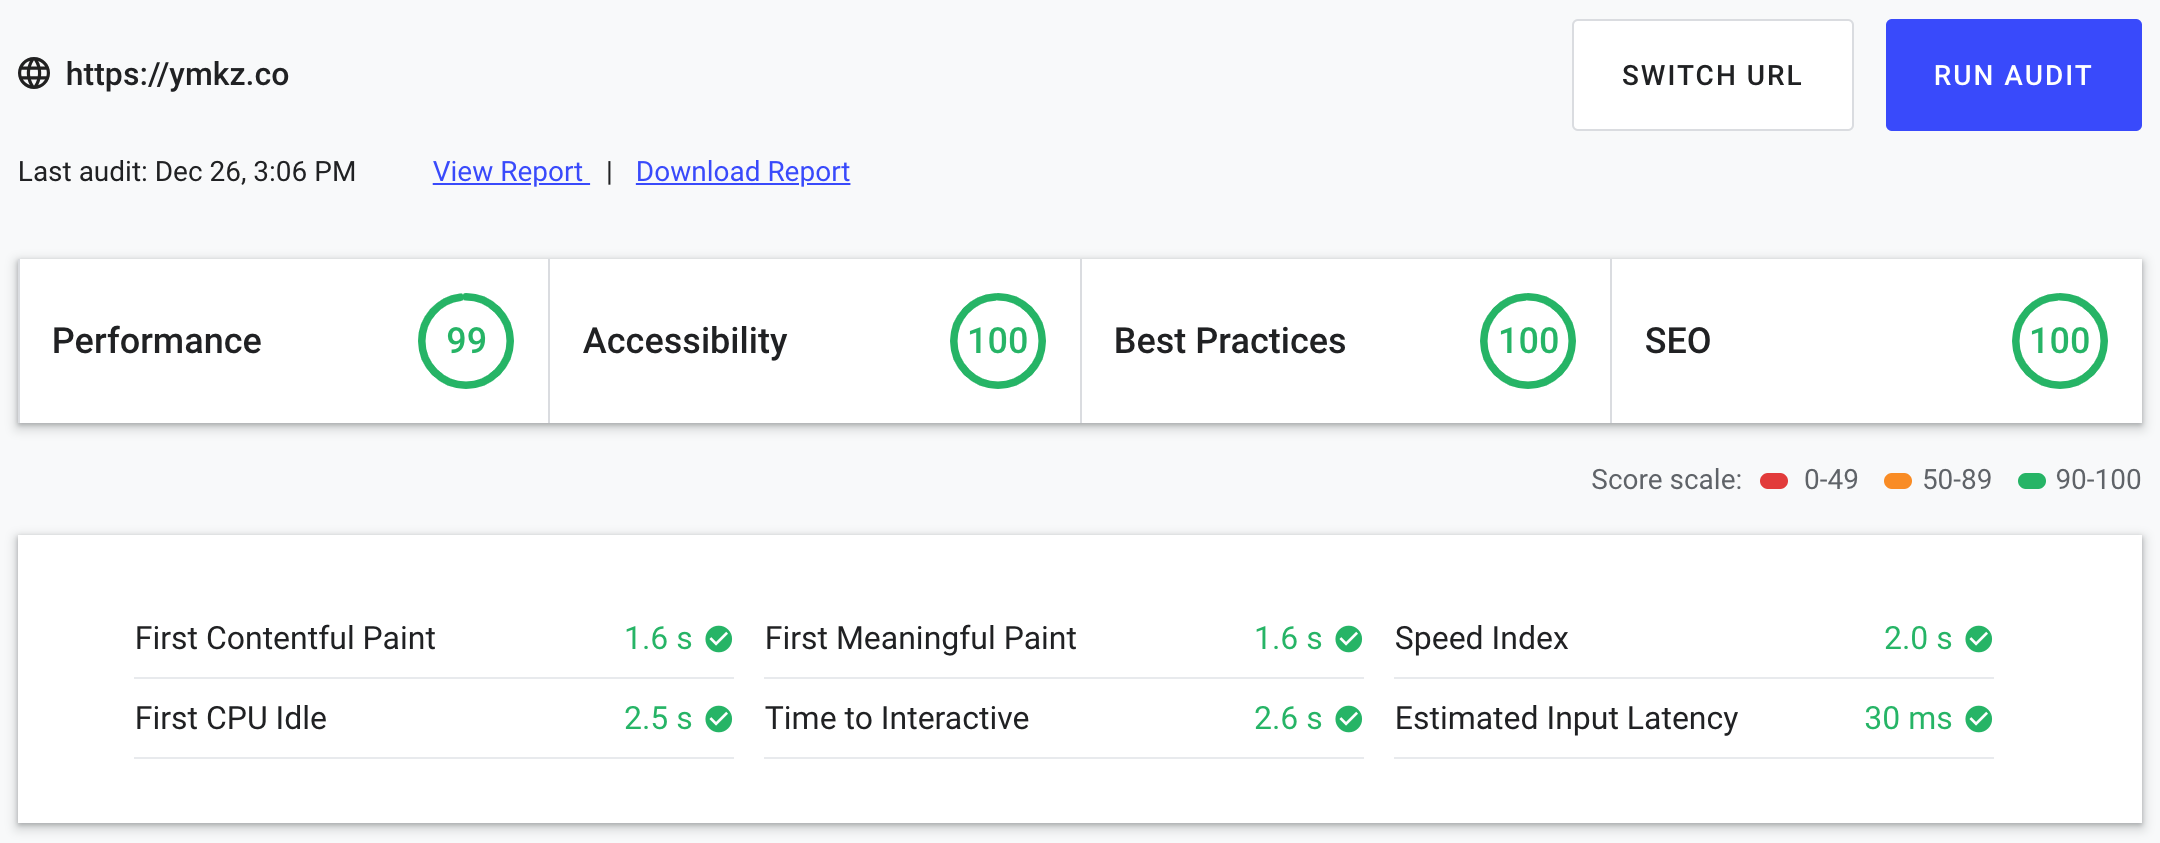 https://ymkz.co
SWITCH URL
RUN AUDIT
Last audit: Dec 26, 3:06 PM
View Report | Download Report
Performance 99
Accessibility 100
Best Practices 100
SEO 100
Score scale: 0-49 50-89 90-100
First Contentful Paint 1.6 s
First Meaningful Paint 1.6 s
Speed Index 2.0 s
First CPU Idle 2.5 s
Time to Interactive 2.6 s
Estimated Input Latency 30 ms